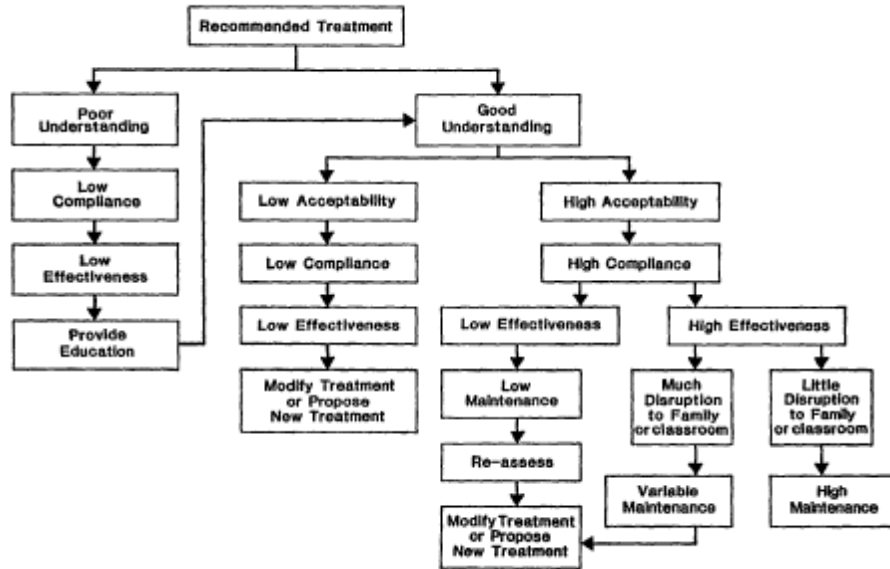 Recommended Treatment
Poor
Understanding
Good
Understanding
Low
Compliance
Low Acceptability
High Acceptability
Low
Effectiveness
Low Compliance
High Compliance
Provide
Education
Low Effectiveness
Low Effectiveness
High Effectiveness
Modify Treatment
or Propose
New Treatment
Low
Maintenance
Much
Disruption
to Family
or classroom
Little
Disruption
to Family
or classroom
Re-assess
Variable
Maintenance
High
Maintenance
Modify Treatment
or Propose
New Treatment